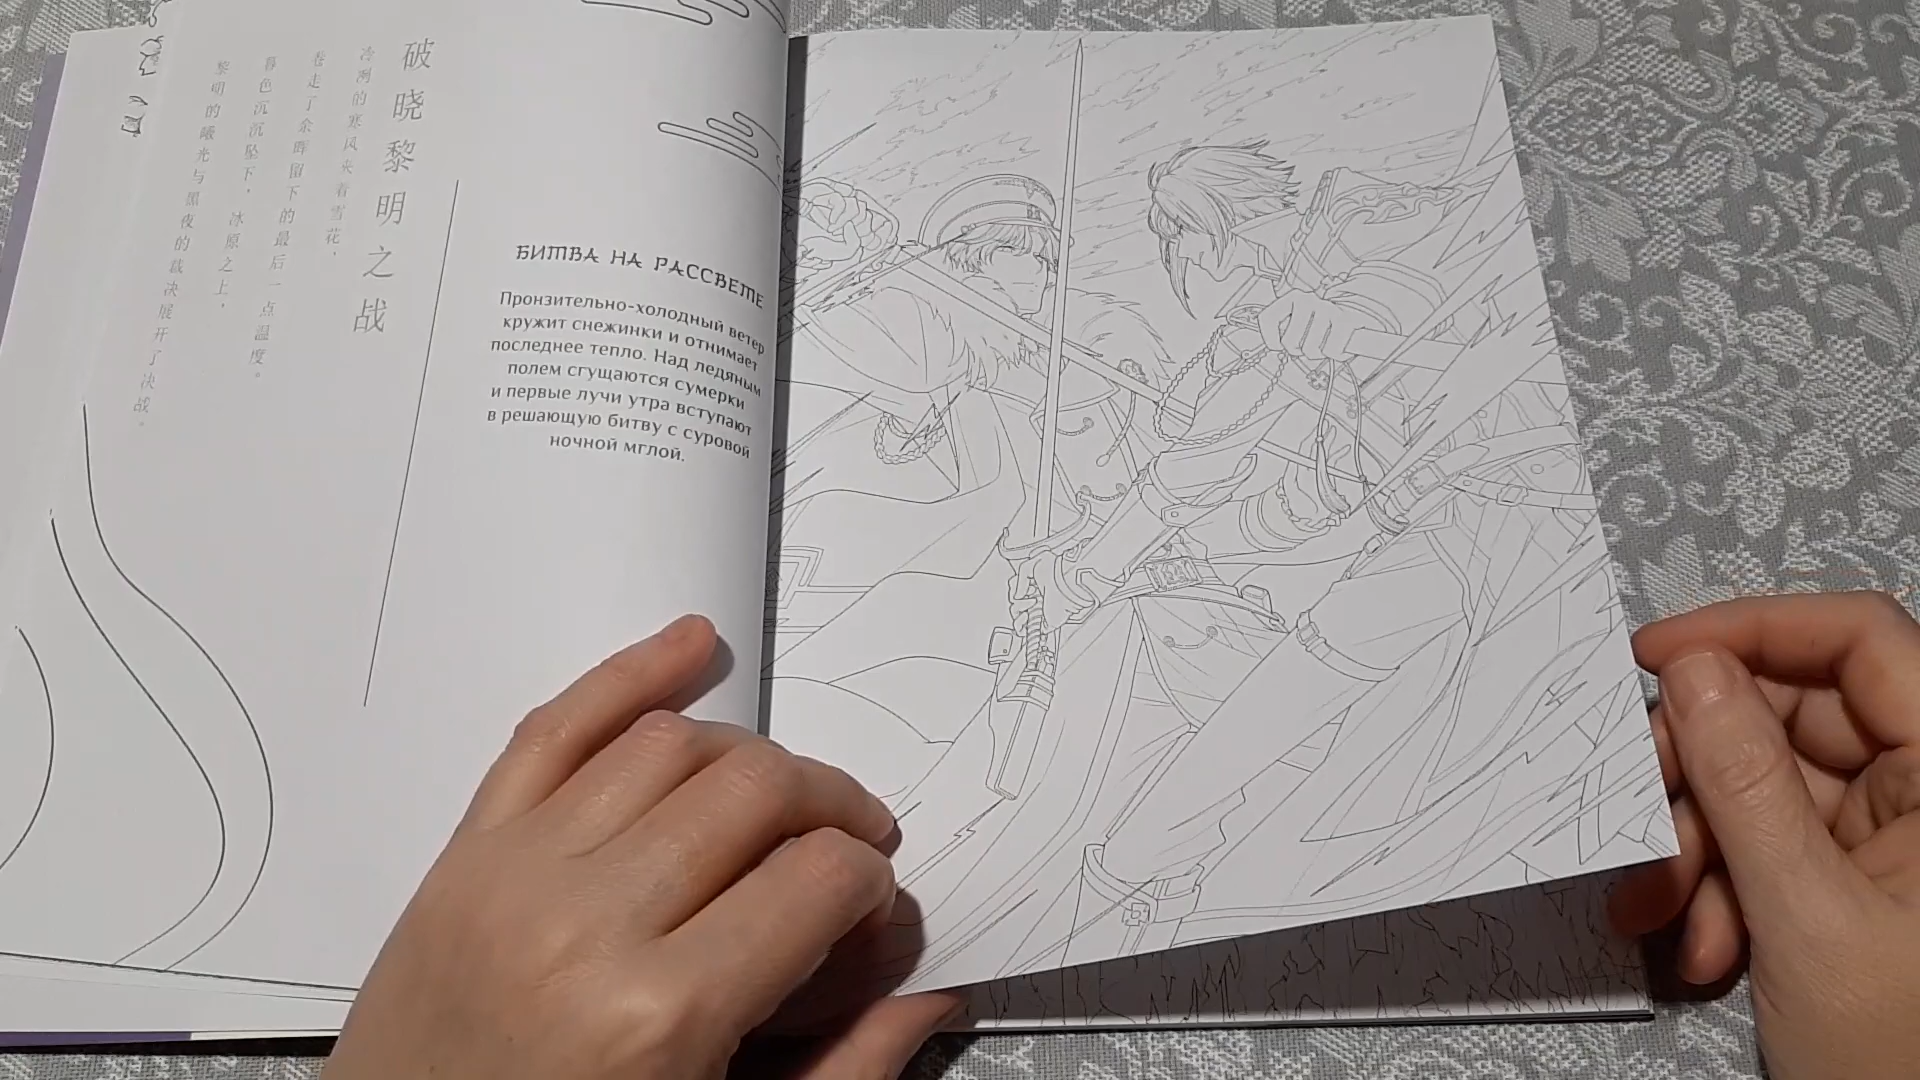 破晓黎明之战
冷冽的寒风夹着雪花，
卷走了余晖留下的最后一点温度。
暮色沉沉坠下，冰原之上，
黎明的曦光与黑夜的裁决展开了决战。
БИТВА НА РАССВЕТЕ
Пронзительно-холодный ветер
кружит снежинки и отнимает
последнее тепло. Над ледяным
полем сгущаются сумерки
и первые лучи утра вступают
в решающую битву с суровой
ночной мглой.